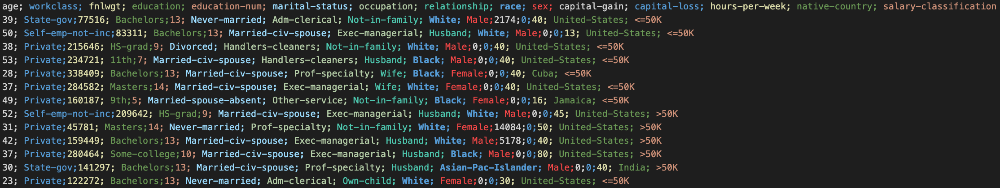 age; workclass; fnlwgt; education; education-num; marital-status; occupation; relationship; race; sex; capital-gain; capital-loss; hours-per-week; native-country; salary-classification
39; State-gov;77516; Bachelors;13; Never-married; Adm-clerical; Not-in-family; White; Male;2174;0;40; United-States; <=50K
50; Self-emp-not-inc;83311; Bachelors;13; Married-civ-spouse; Exec-managerial; Husband; White; Male;0;0;13; United-States; <=50K
38; Private;215646; HS-grad;9; Divorced; Handlers-cleaners; Not-in-family; White; Male;0;0;40; United-States; <=50K
53; Private;234721; 11th;7; Married-civ-spouse; Handlers-cleaners; Husband; Black; Male;0;0;40; United-States; <=50K
28; Private;338409; Bachelors;13; Married-civ-spouse; Prof-specialty; Wife; Black; Female;0;0;40; Cuba; <=50K
37; Private;284582; Masters;14; Married-civ-spouse; Exec-managerial; Wife; White; Female;0;0;40; United-States; <=50K
49; Private;160187; 9th;5; Married-spouse-absent; Other-service; Not-in-family; Black; Female;0;0;16; Jamaica; <=50K
52; Self-emp-not-inc;209642; HS-grad;9; Married-civ-spouse; Exec-managerial; Husband; White; Male;0;0;45; United-States; >50K
31; Private;45781; Masters;14; Never-married; Prof-specialty; Not-in-family; White; Female;14084;0;50; United-States; >50K
42; Private;159449; Bachelors;13; Married-civ-spouse; Exec-managerial; Husband; White; Male;5178;0;40; United-States; >50K
37; Private;280464; Some-college;10; Married-civ-spouse; Exec-managerial; Husband; Black; Male;0;0;80; United-States; >50K
30; State-gov;141297; Bachelors;13; Married-civ-spouse; Prof-specialty; Husband; Asian-Pac-Islander; Male;0;0;40; India; >50K
23; Private;122272; Bachelors;13; Never-married; Adm-clerical; Own-child; White; Female;0;0;30; United-States; <=50K